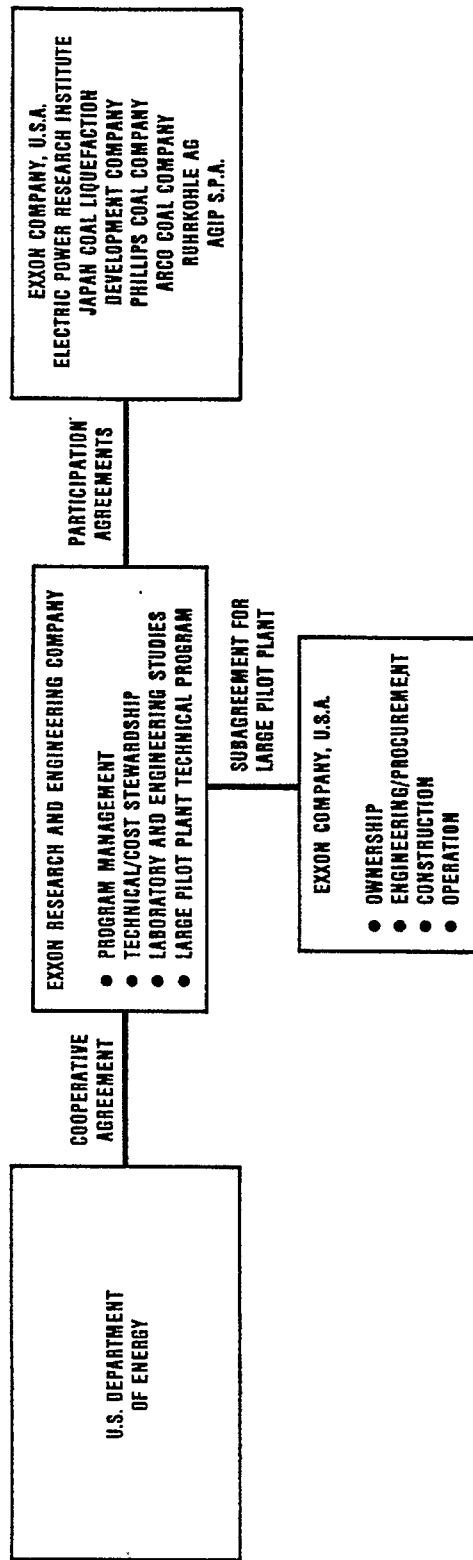 U.S. DEPARTMENT
OF ENERGY
COOPERATIVE
AGREEMENT
EXXON RESEARCH AND ENGINEERING COMPANY
● PROGRAM MANAGEMENT
● TECHNICAL/COST STEWARDSHIP
● LABORATORY AND ENGINEERING STUDIES
● LARGE PILOT PLANT TECHNICAL PROGRAM
PARTICIPATION
AGREEMENTS
EXXON COMPANY, U.S.A.
ELECTRIC POWER RESEARCH INSTITUTE
JAPAN COAL LIQUEFACTION
DEVELOPMENT COMPANY
PHILLIPS COAL COMPANY
ARCO COAL COMPANY
RUHRKOHLE AG
AGIP S.P.A.
SUBAGREEMENT FOR
LARGE PILOT PLANT
EXXON COMPANY, U.S.A.
● OWNERSHIP
● ENGINEERING/PROCUREMENT
● CONSTRUCTION
● OPERATION